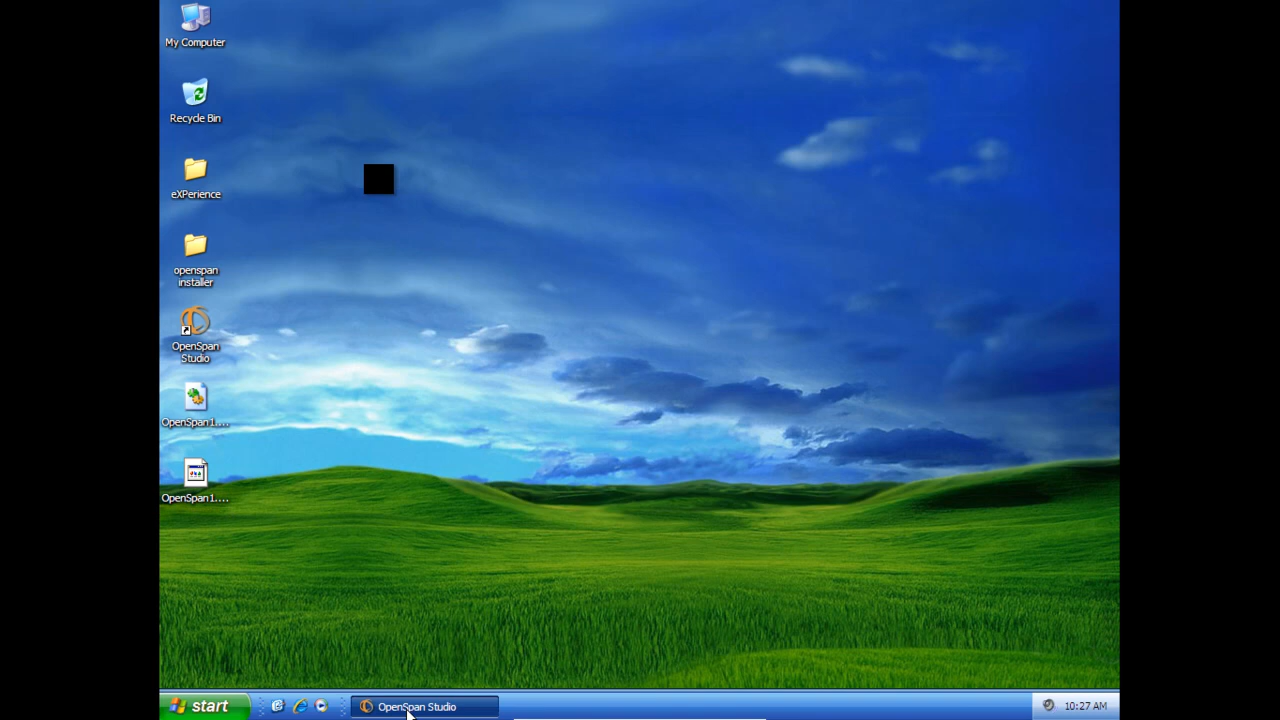 My Computer
Recycle Bin
eXPerience
openspan
installer
OpenSpan
Studio
OpenSpan1....
OpenSpan1....
start
OpenSpan Studio
10:27 AM